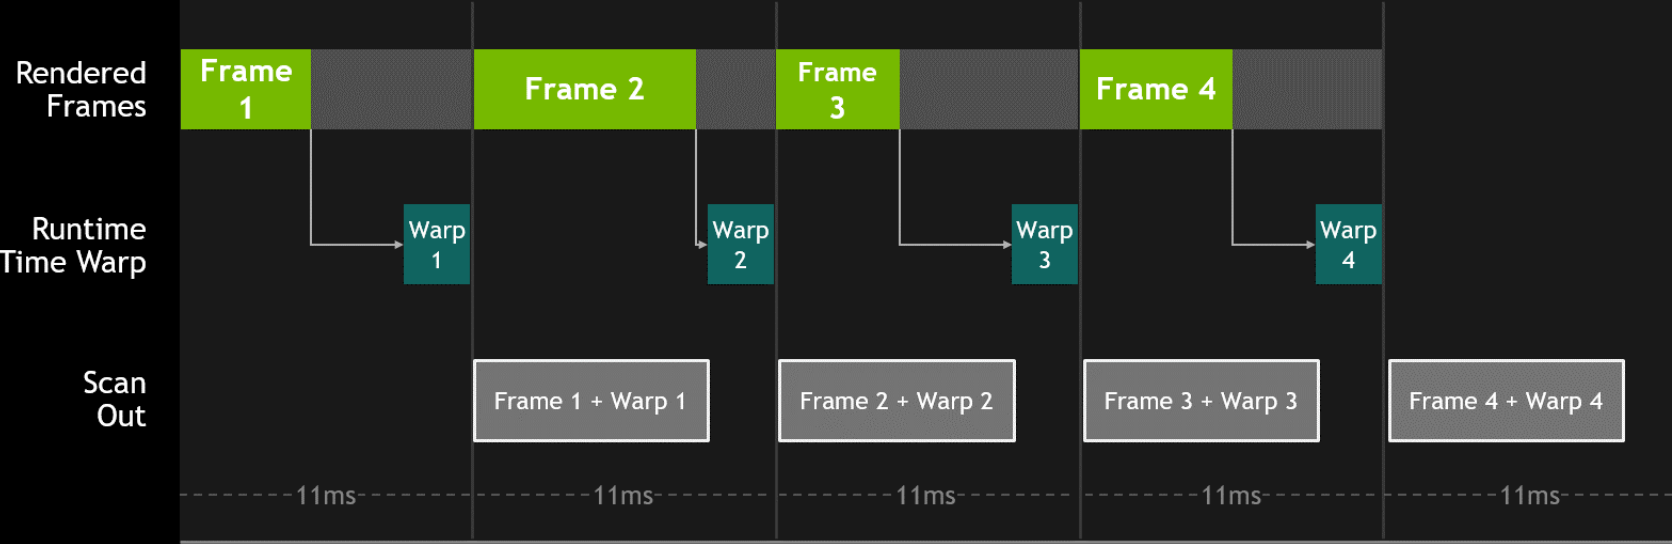 Rendered
Frames
Frame
1
Frame 2
Frame
3
Frame 4
Runtime
Time Warp
Warp
1
Warp
2
Warp
3
Warp
4
Scan
Out
Frame 1 + Warp 1
Frame 2 + Warp 2
Frame 3 + Warp 3
Frame 4 + Warp 4
11ms
11ms
11ms
11ms
11ms